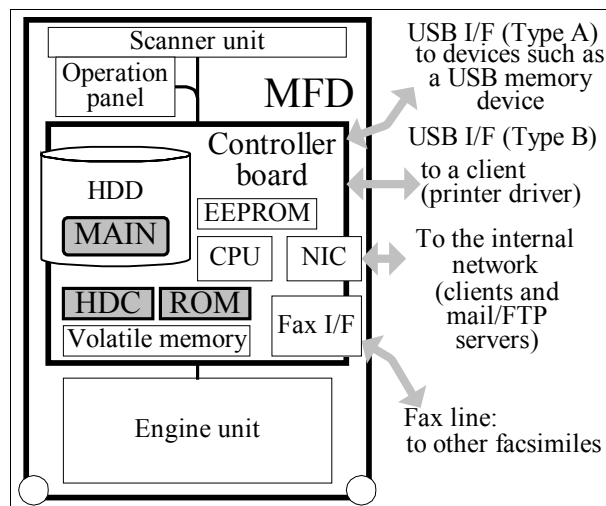 Scanner unit
Operation
panel
MFD
Controller
board
HDD
MAIN
EEPROM
CPU
NIC
HDC
ROM
Volatile memory
Fax I/F
Engine unit
USB I/F (Type A)
to devices such as
a USB memory
device
USB I/F (Type B)
to a client
(printer driver)
To the internal
network
(clients and
mail/FTP
servers)
Fax line:
to other facsimiles